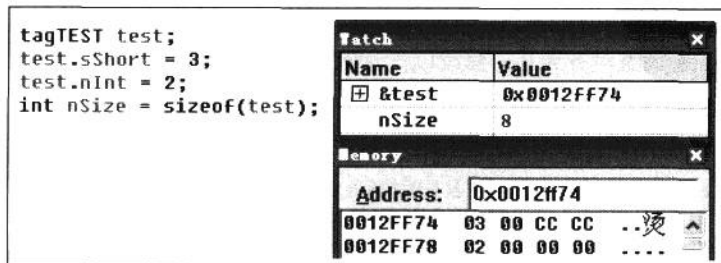 tagTEST test;
test.sShort = 3;
test.nInt = 2;
int nSize = sizeof(test);
Watch
Name Value
&test 0x0012ff74
nSize 8
Memory
Address: 0x0012ff74
0012FF74 03 00 CC CC ..烫
0012FF78 02 00 00 00 ....